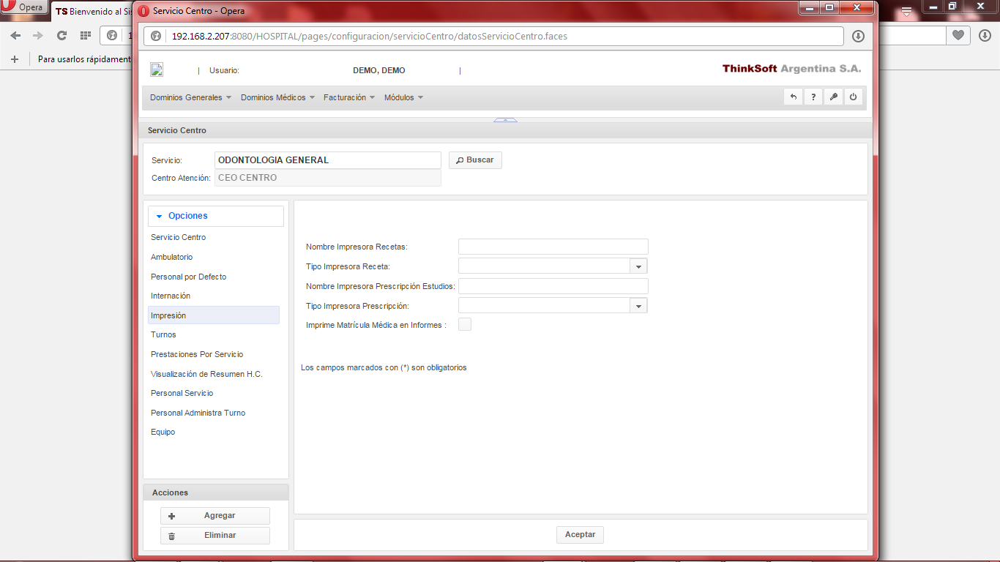 Opera
TS Bienvenido al Sis
Servicio Centro - Opera
192.168.2.207:8080/HOSPITAL/pages/configuracion/servicioCentro/datosServicioCentro.faces
Para usarlos rápidament
| Usuario: DEMO, DEMO |
ThinkSoft Argentina S.A.
Dominios Generales Dominios Médicos Facturación Módulos
?
Servicio Centro
Servicio: ODONTOLOGIA GENERAL Buscar
Centro Atención: CEO CENTRO
Opciones
Servicio Centro
Ambulatorio
Personal por Defecto
Internación
Impresión
Turnos
Prestaciones Por Servicio
Visualización de Resumen H.C.
Personal Servicio
Personal Administra Turno
Equipo
Nombre Impresora Recetas:
Tipo Impresora Receta:
Nombre Impresora Prescripción Estudios:
Tipo Impresora Prescripción:
Imprime Matrícula Médica en Informes :
Los campos marcados con (*) son obligatorios
Acciones
Agregar
Eliminar
Aceptar